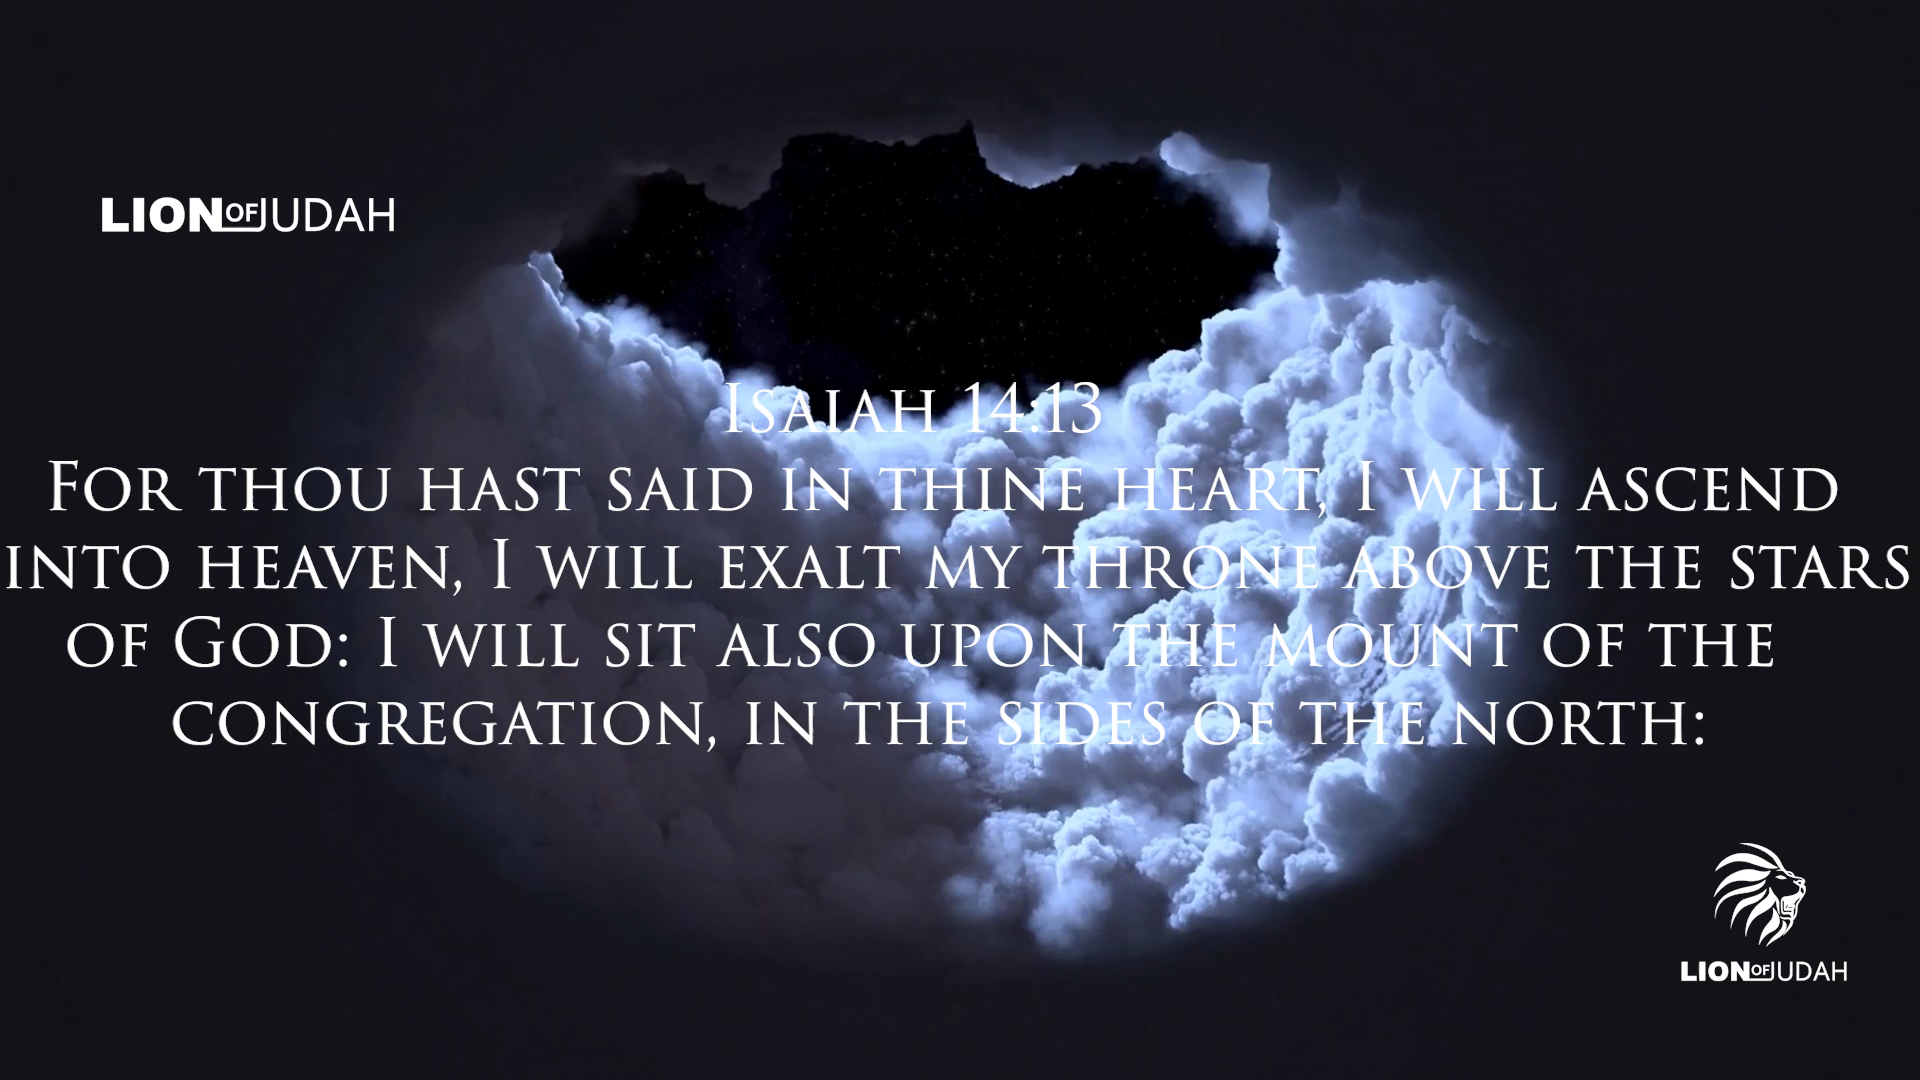 LION OF JUDAH
Isaiah 14:13
For thou hast said in thine heart, I will ascend
into heaven, I will exalt my throne above the stars
of God: I will sit also upon the mount of the
congregation, in the sides of the north:
LION OF JUDAH